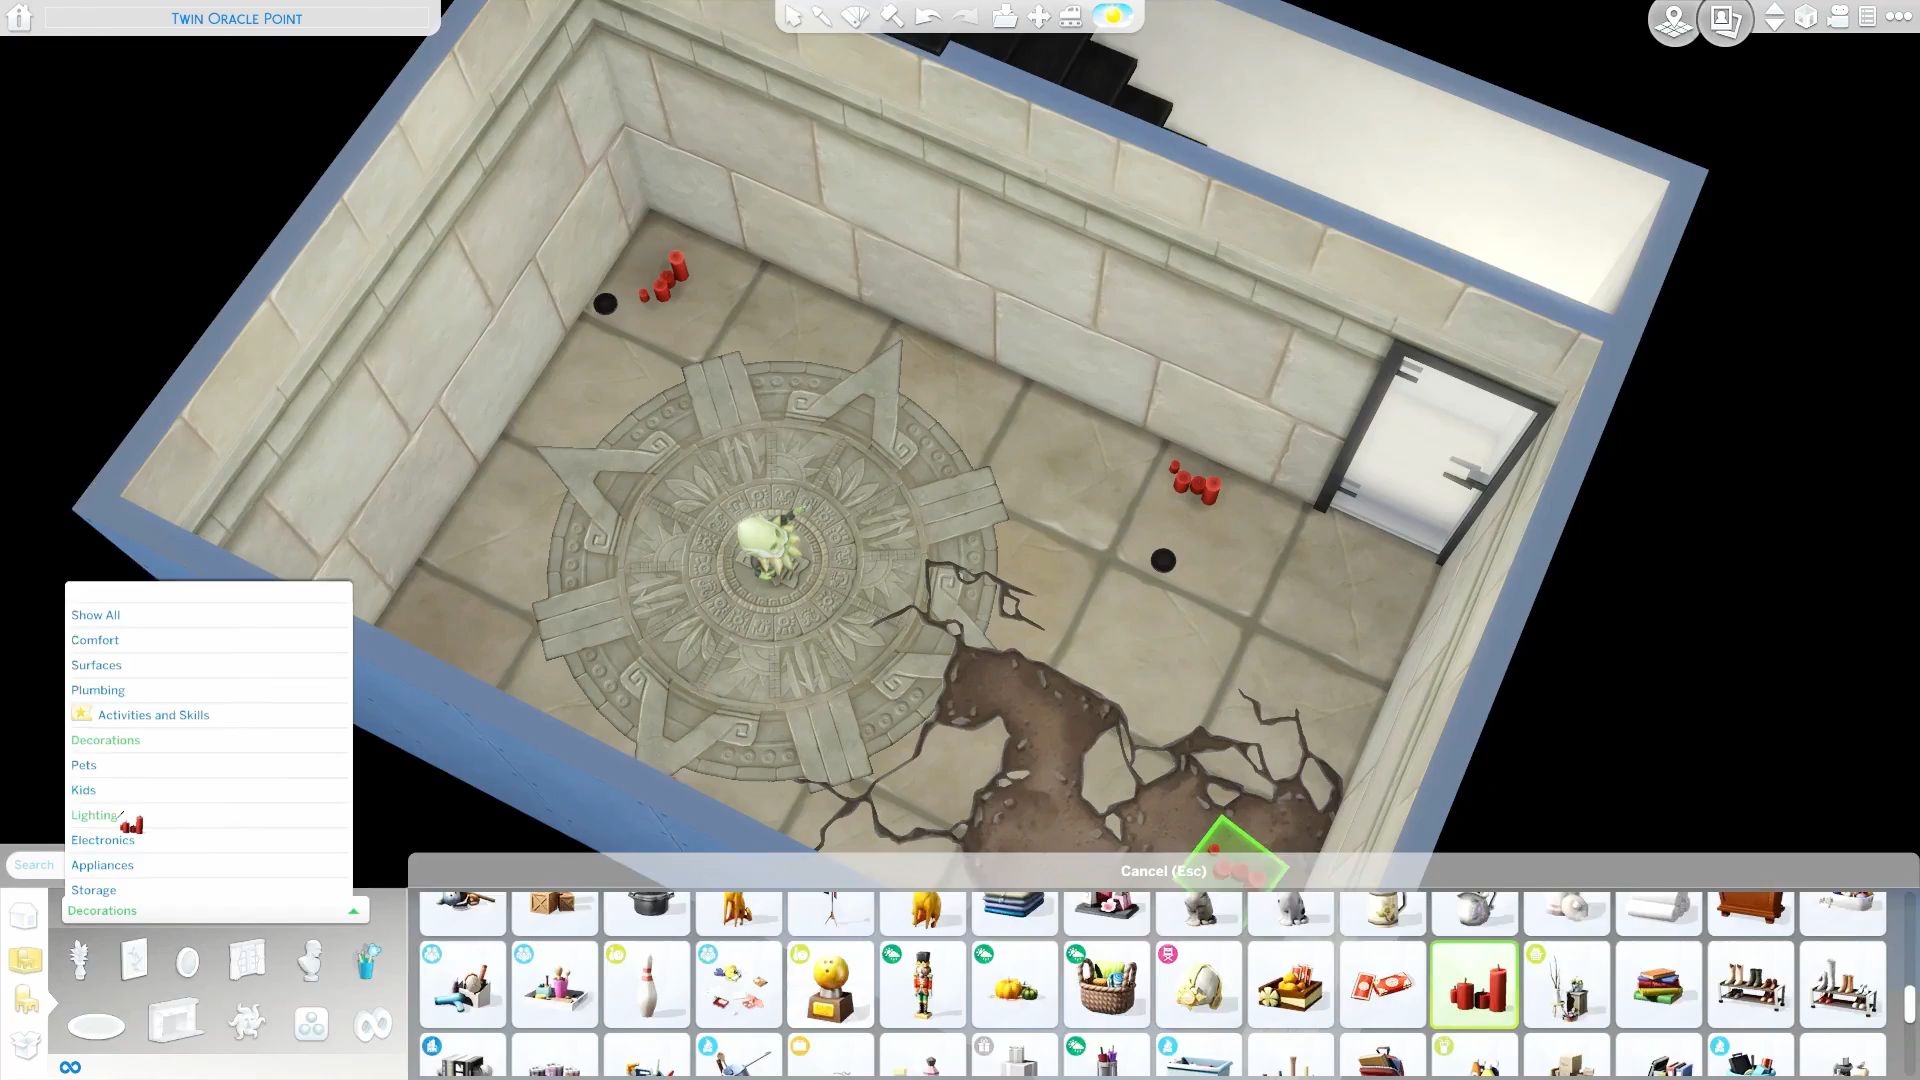 Twin Oracle Point
Show All
Comfort
Surfaces
Plumbing
Activities and Skills
Decorations
Pets
Kids
Lighting
Electronics
Appliances
Storage
Search
Decorations
Cancel (Esc)